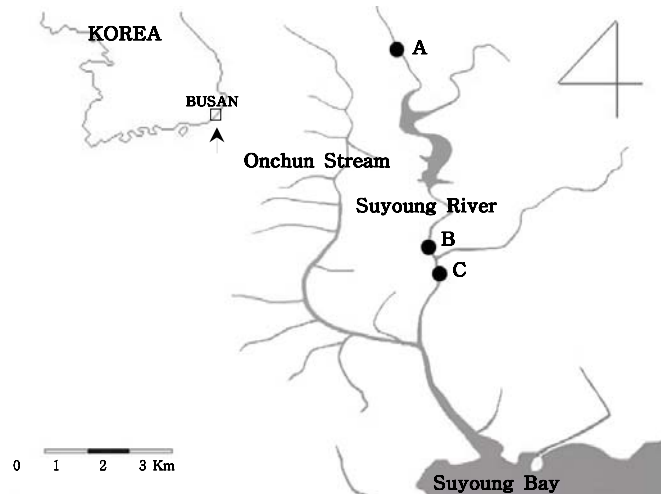 KOREA
BUSAN
A
Onchun Stream
Suyoung River
B
C
0 1 2 3 Km
Suyoung Bay